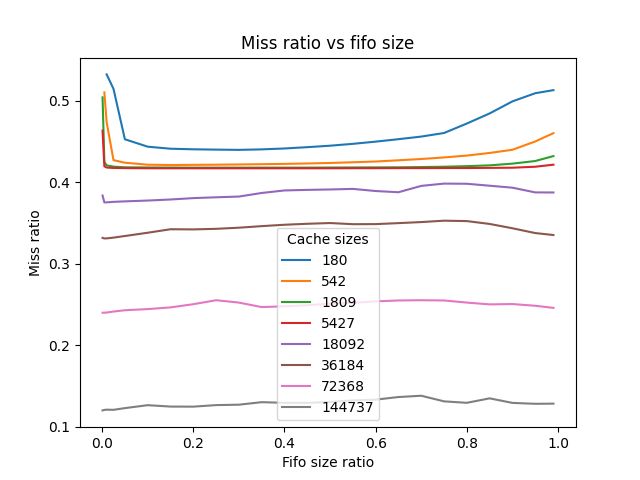 Miss ratio vs fifo size
Miss ratio
0.5
0.4
0.3
0.2
0.1
Cache sizes
180
542
1809
5427
18092
36184
72368
144737
0.0 0.2 0.4 0.6 0.8 1.0
Fifo size ratio